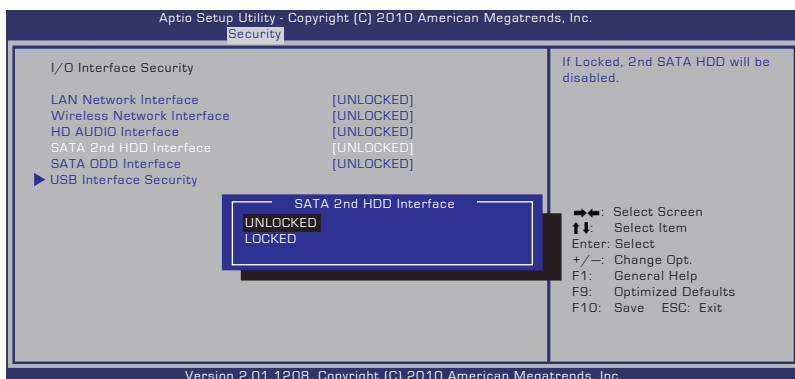 Aptio Setup Utility - Copyright (C) 2010 American Megatrends, Inc.
Security
I/O Interface Security
LAN Network Interface [UNLOCKED]
Wireless Network Interface [UNLOCKED]
HD AUDIO Interface [UNLOCKED]
SATA 2nd HDD Interface [UNLOCKED]
SATA ODD Interface [UNLOCKED]
USB Interface Security
SATA 2nd HDD Interface
UNLOCKED
LOCKED
If Locked, 2nd SATA HDD will be
disabled.
→←: Select Screen
↑↓: Select Item
Enter: Select
+/—: Change Opt.
F1: General Help
F9: Optimized Defaults
F10: Save ESC: Exit
Version 2.01.1208. Copyright (C) 2010 American Megatrends, Inc.